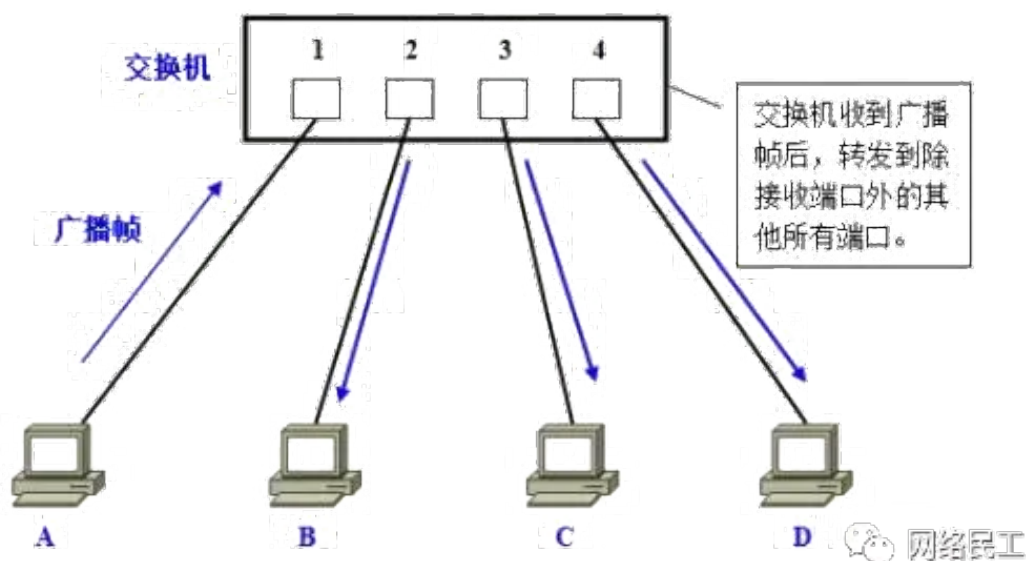 1 2 3 4
交换机
交换机收到广播
帧后，转发到除
接收端口外的其
他所有端口。
广播帧
A B C D
网络民工